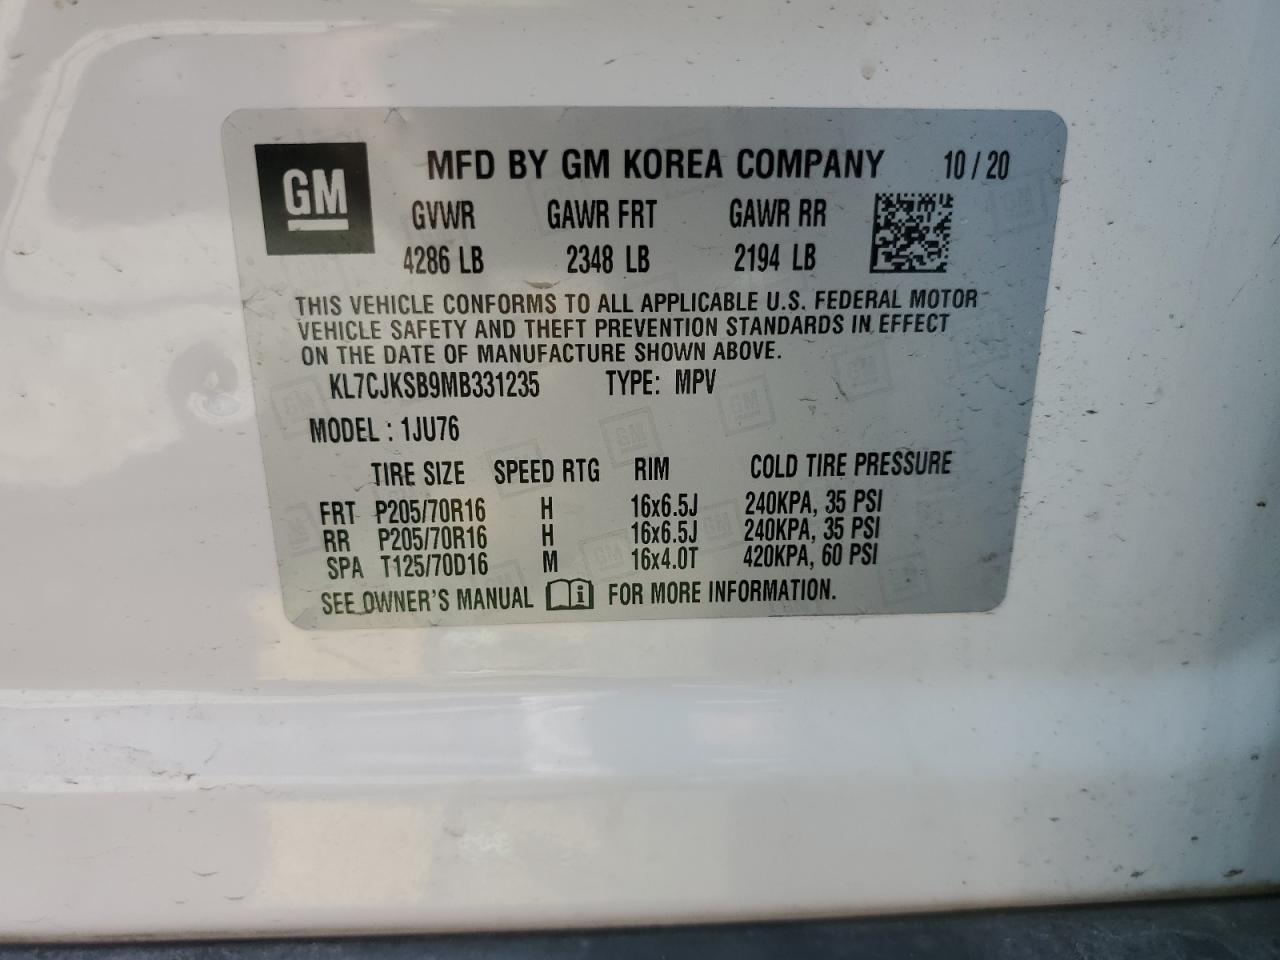 GM
MFD BY GM KOREA COMPANY 10 / 20
GVWR GAWR FRT GAWR RR
4286 LB 2348 LB 2194 LB
THIS VEHICLE CONFORMS TO ALL APPLICABLE U.S. FEDERAL MOTOR
VEHICLE SAFETY AND THEFT PREVENTION STANDARDS IN EFFECT
ON THE DATE OF MANUFACTURE SHOWN ABOVE.
KL7CJKSB9MB331235 TYPE: MPV
MODEL : 1JU76
TIRE SIZE SPEED RTG RIM COLD TIRE PRESSURE
FRT P205/70R16 H 16x6.5J 240KPA, 35 PSI
RR P205/70R16 H 16x6.5J 240KPA, 35 PSI
SPA T125/70D16 M 16x4.0T 420KPA, 60 PSI
SEE OWNER'S MANUAL FOR MORE INFORMATION.